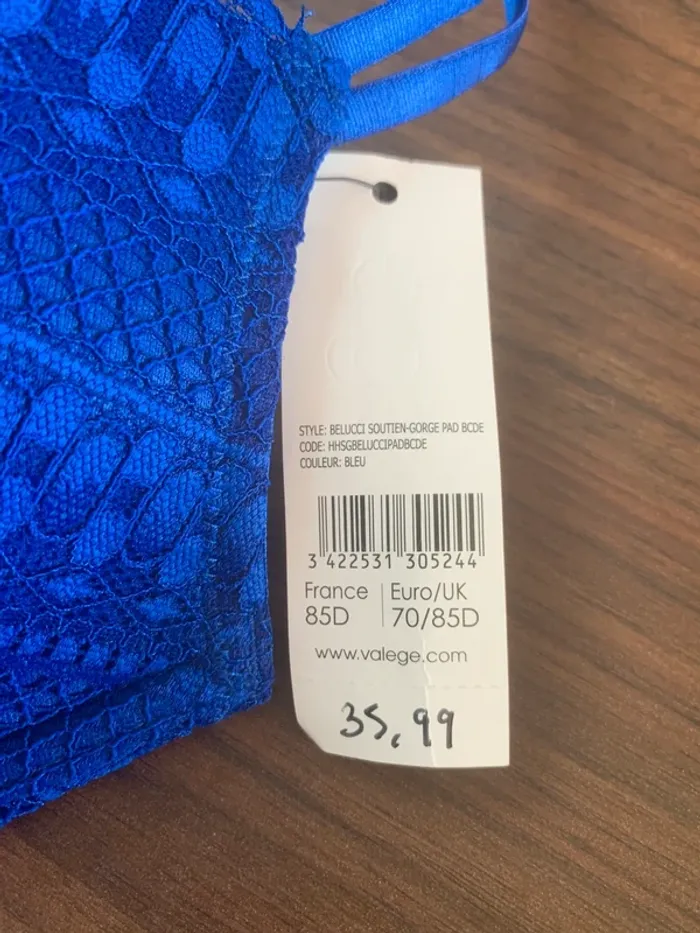 STYLE: BELUCCI SOUTIEN-GORGE PAD BCDE
CODE: HHSGBELUCCIPADBCDE
COULEUR: BLEU
3 422531 305244
France | Euro/UK
85D | 70/85D
www.valege.com
35,99